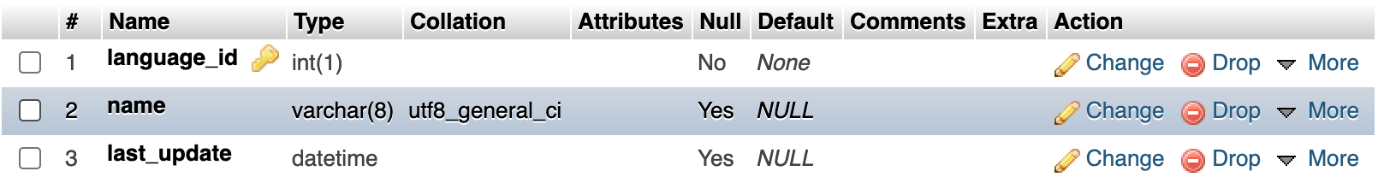 # Name Type Collation Attributes Null Default Comments Extra Action
1 language_id int(1) No None Change Drop More
2 name varchar(8) utf8_general_ci Yes NULL Change Drop More
3 last_update datetime Yes NULL Change Drop More